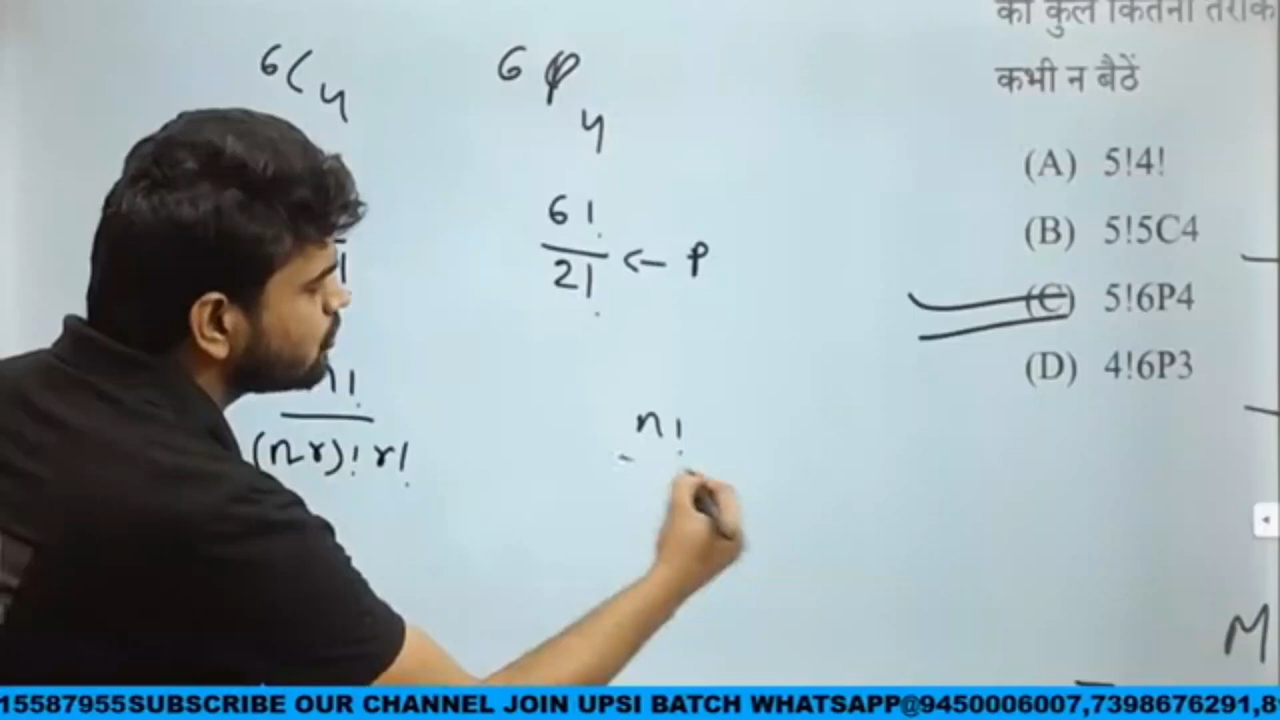 को कुल कितनी तरीके
कभी न बैठें
(A) 5!4!
(B) 5!5C4
(C) 5!6P4
(D) 4!6P3
6C4
6P4
6!
2! ← P
n!
(n-r)! r!
n!
M
15587955SUBSCRIBE OUR CHANNEL JOIN UPSI BATCH WHATSAPP@9450006007,7398676291,8